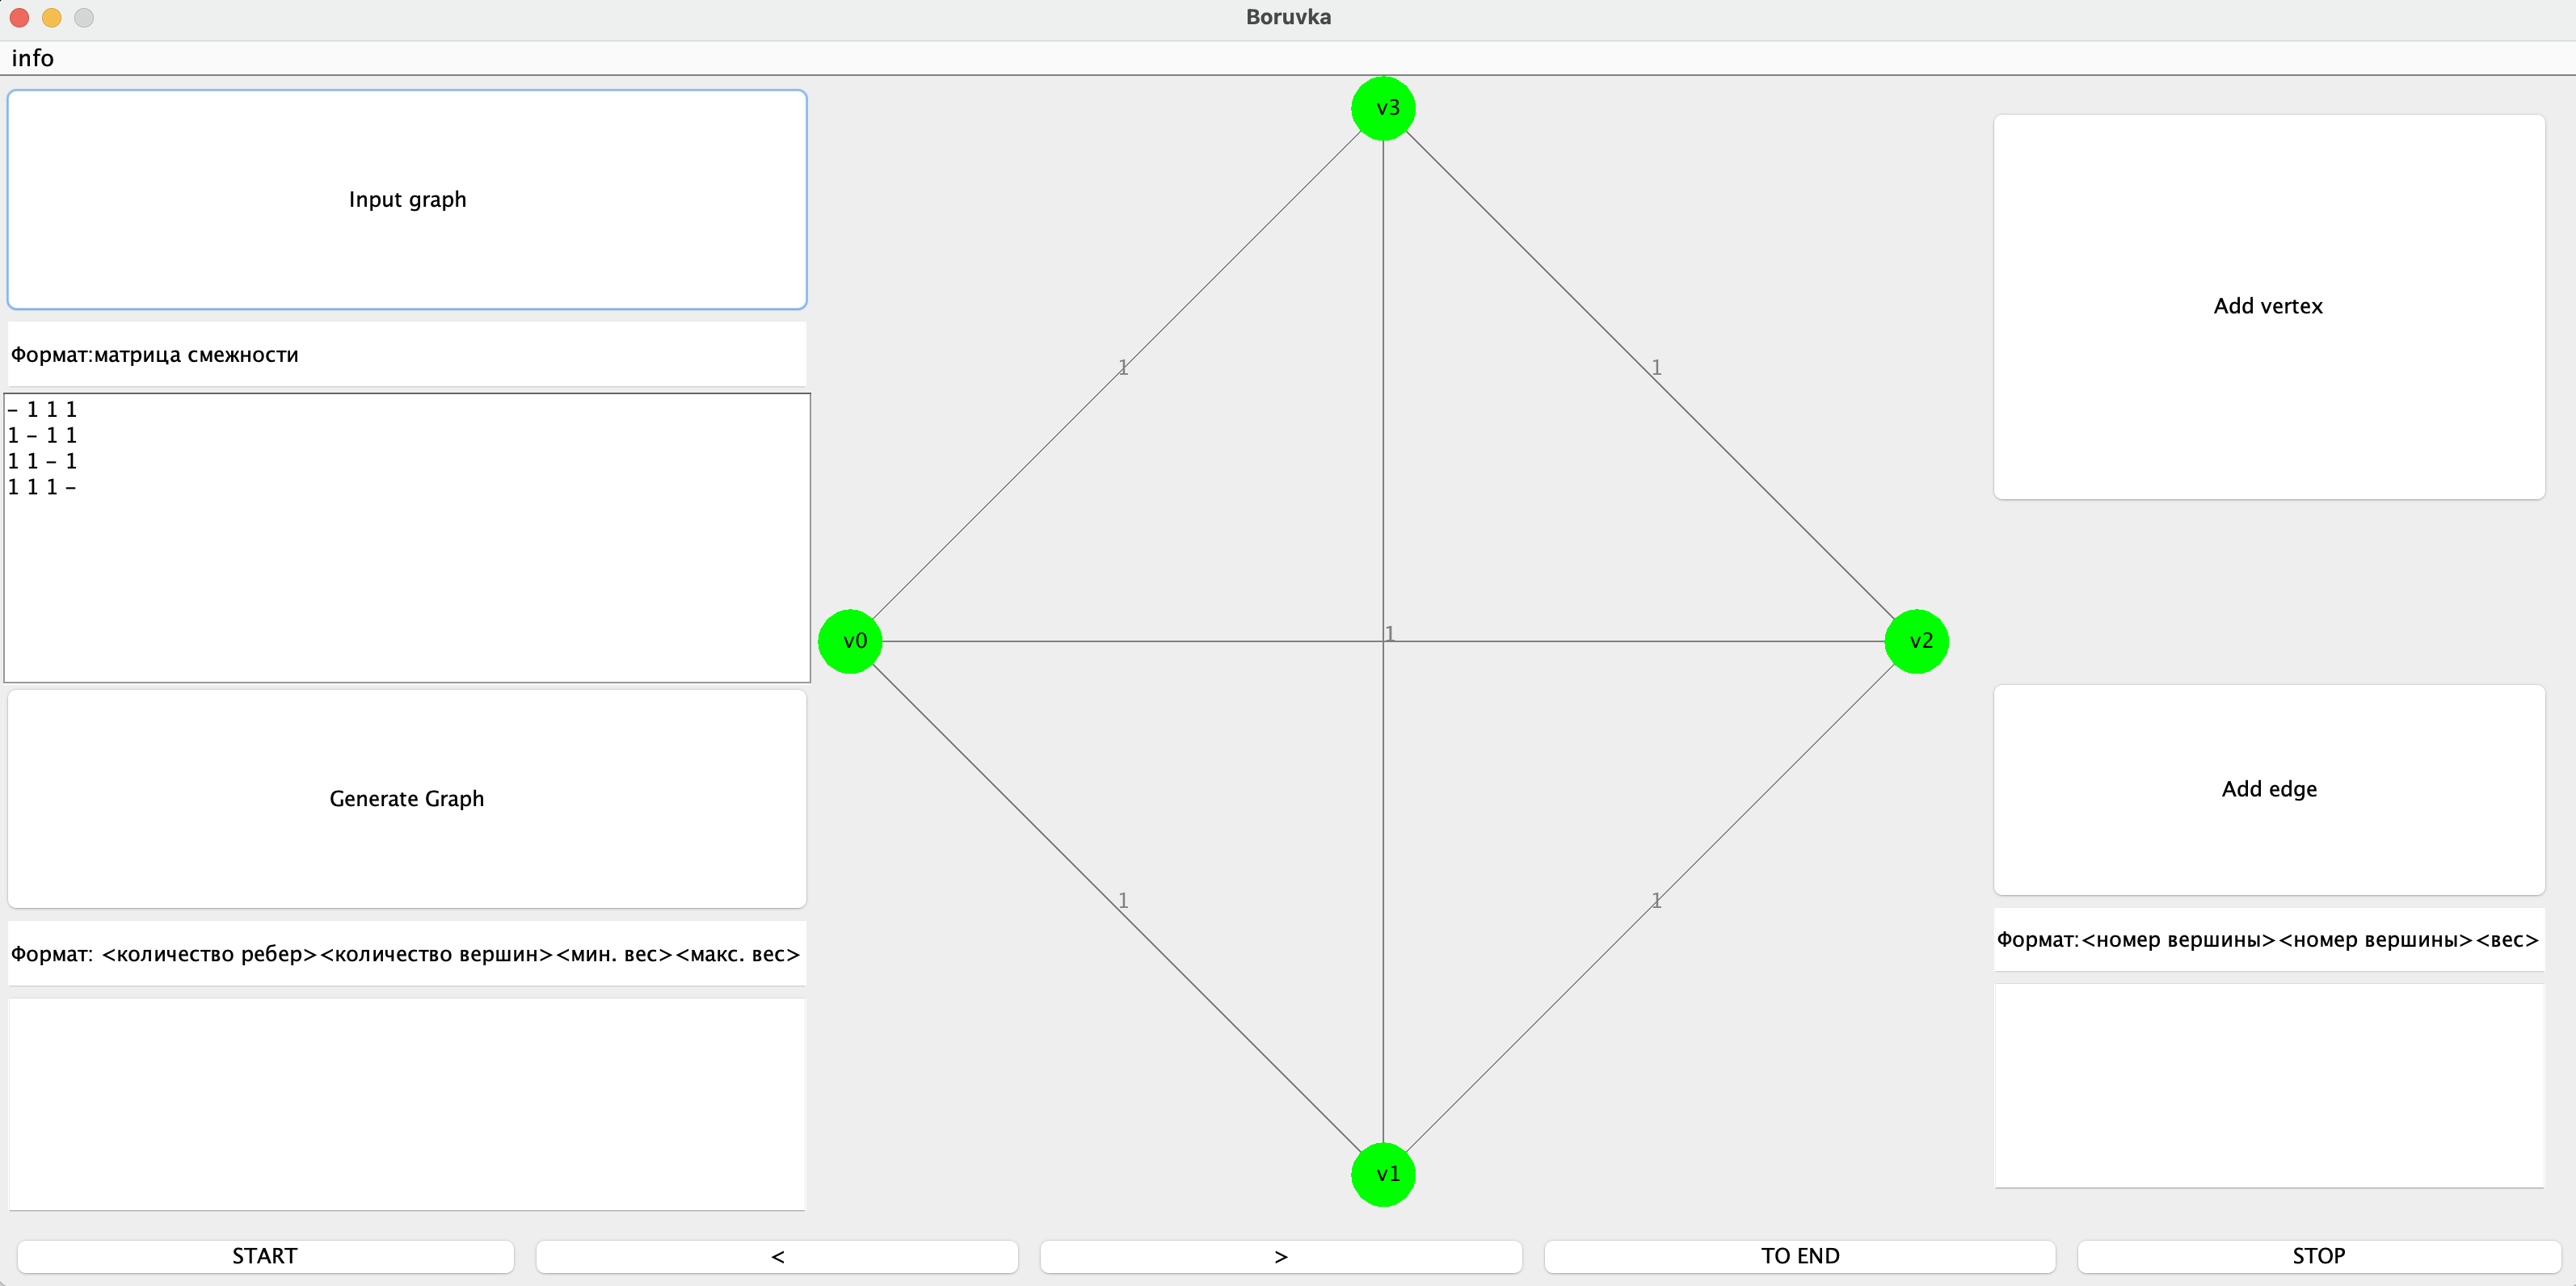 Boruvka
info
Input graph
Формат:матрица смежности
- 1 1 1
1 - 1 1
1 1 - 1
1 1 1 -
Generate Graph
Формат: <количество ребер><количество вершин><мин. вес><макс. вес>
v3
1
1
v0
1
v2
1
1
v1
Add vertex
Add edge
Формат:<номер вершины><номер вершины><вес>
START
<
>
TO END
STOP